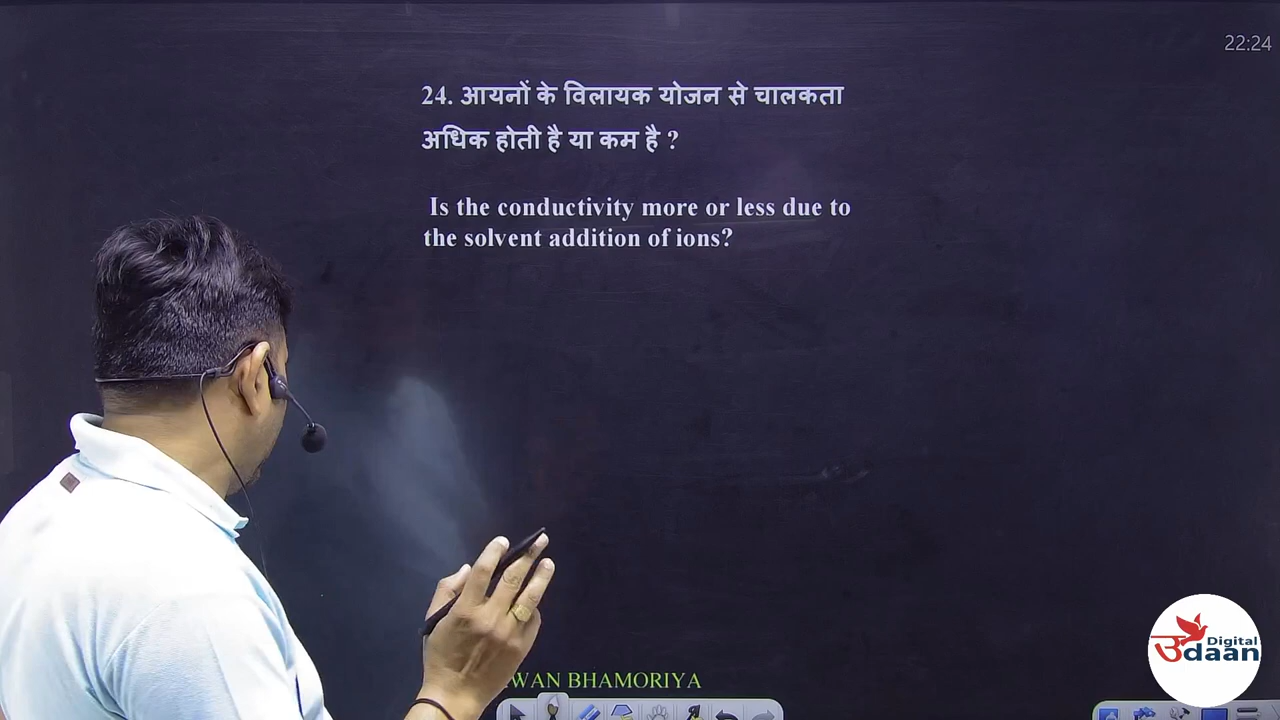 22:24
24. आयनों के विलायक योजन से चालकता
अधिक होती है या कम है ?
Is the conductivity more or less due to
the solvent addition of ions?
WAN BHAMORIYA
Digital
उdaan